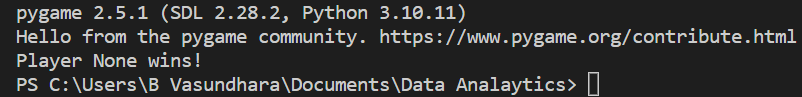 pygame 2.5.1 (SDL 2.28.2, Python 3.10.11)
Hello from the pygame community. https://www.pygame.org/contribute.html
Player None wins!
PS C:\Users\B Vasundhara\Documents\Data Analaytics>